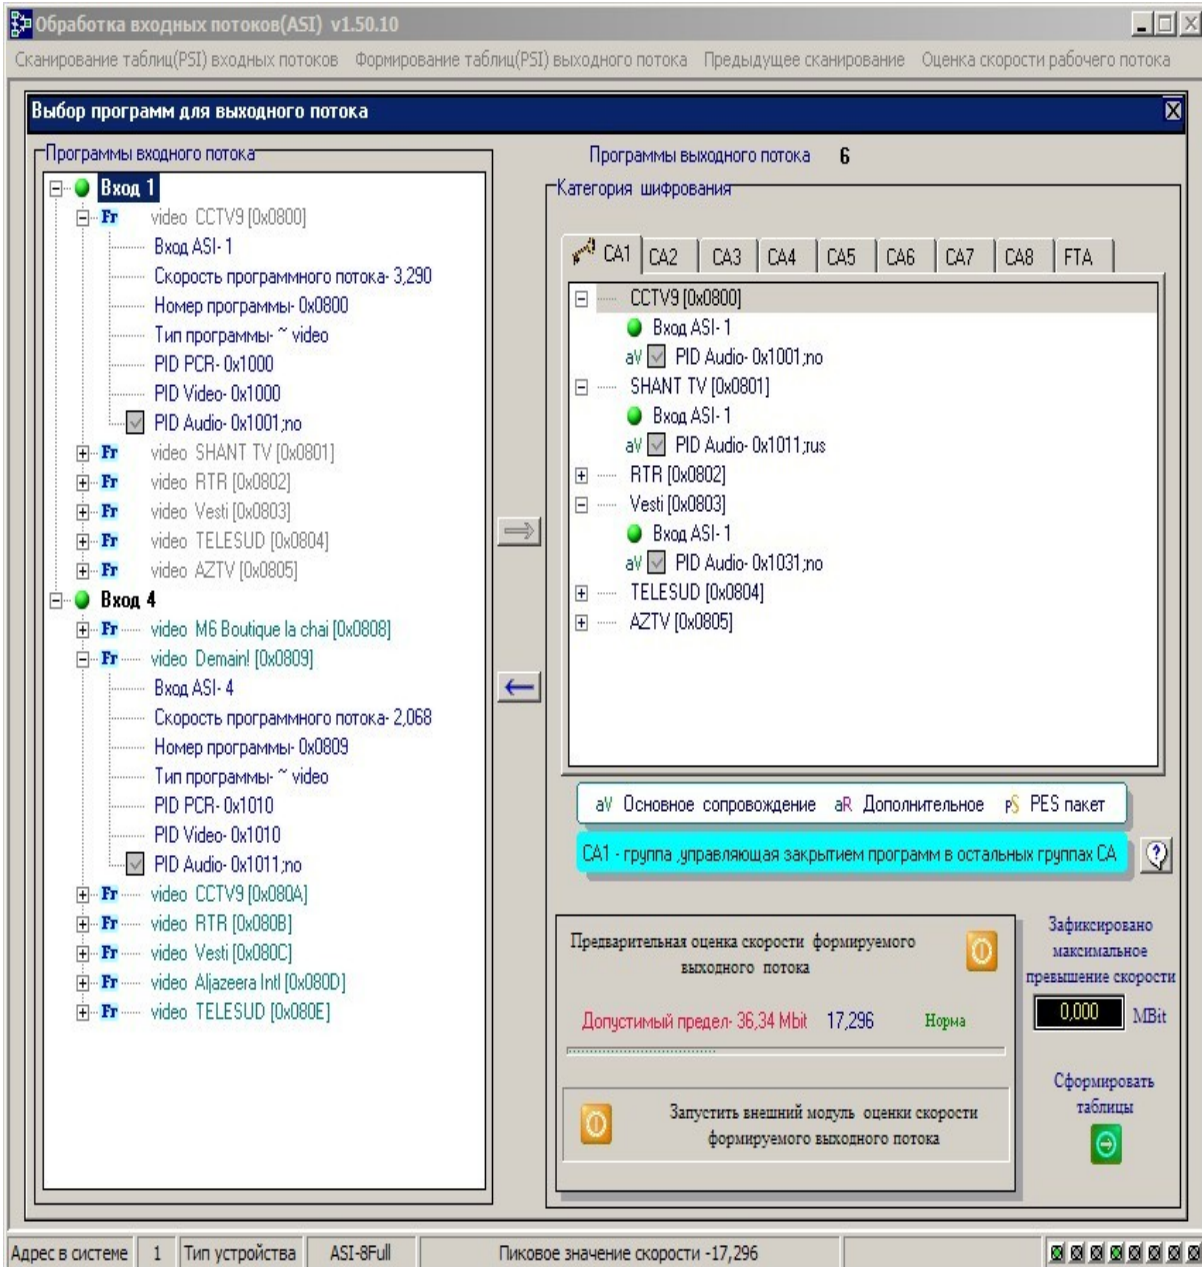 Обработка входных потоков(ASI) v1.50.10
Сканирование таблиц(PSI) входных потоков Формирование таблиц(PSI) выходного потока Предыдущее сканирование Оценка скорости рабочего потока
Выбор программ для выходного потока
Программы входного потока
Вход 1
Fr video CCTV9 [0x0800]
Вход ASI- 1
Скорость программного потока- 3,290
Номер программы- 0x0800
Тип программы- ~ video
PID PCR- 0x1000
PID Video- 0x1000
PID Audio- 0x1001;no
Fr video SHANT TV [0x0801]
Fr video RTR [0x0802]
Fr video Vesti [0x0803]
Fr video TELESUD [0x0804]
Fr video AZTV [0x0805]
Вход 4
Fr video M6 Boutique la chai [0x0808]
Fr video Demain! [0x0809]
Вход ASI- 4
Скорость программного потока- 2,068
Номер программы- 0x0809
Тип программы- ~ video
PID PCR- 0x1010
PID Video- 0x1010
PID Audio- 0x1011;no
Fr video CCTV9 [0x080A]
Fr video RTR [0x080B]
Fr video Vesti [0x080C]
Fr video Aljazeera Intl [0x080D]
Fr video TELESUD [0x080E]
Программы выходного потока 6
Категория шифрования
CA1 CA2 CA3 CA4 CA5 CA6 CA7 CA8 FTA
CCTV9 [0x0800]
Вход ASI- 1
aV PID Audio- 0x1001;no
SHANT TV [0x0801]
Вход ASI- 1
aV PID Audio- 0x1011;rus
RTR [0x0802]
Vesti [0x0803]
Вход ASI- 1
aV PID Audio- 0x1031;no
TELESUD [0x0804]
AZTV [0x0805]
aV Основное сопровождение aR Дополнительное pS PES пакет
CA1 - группа ,управляющая закрытием программ в остальных группах CA
Предварительная оценка скорости формируемого
выходного потока
Допустимый предел- 36,34 Mbit 17,296 Норма
Запустить внешний модуль оценки скорости
формируемого выходного потока
Зафиксировано
максимальное
превышение скорости
0,000 MBit
Сформировать
таблицы
Адрес в системе 1 Тип устройства ASI-8Full Пиковое значение скорости -17,296